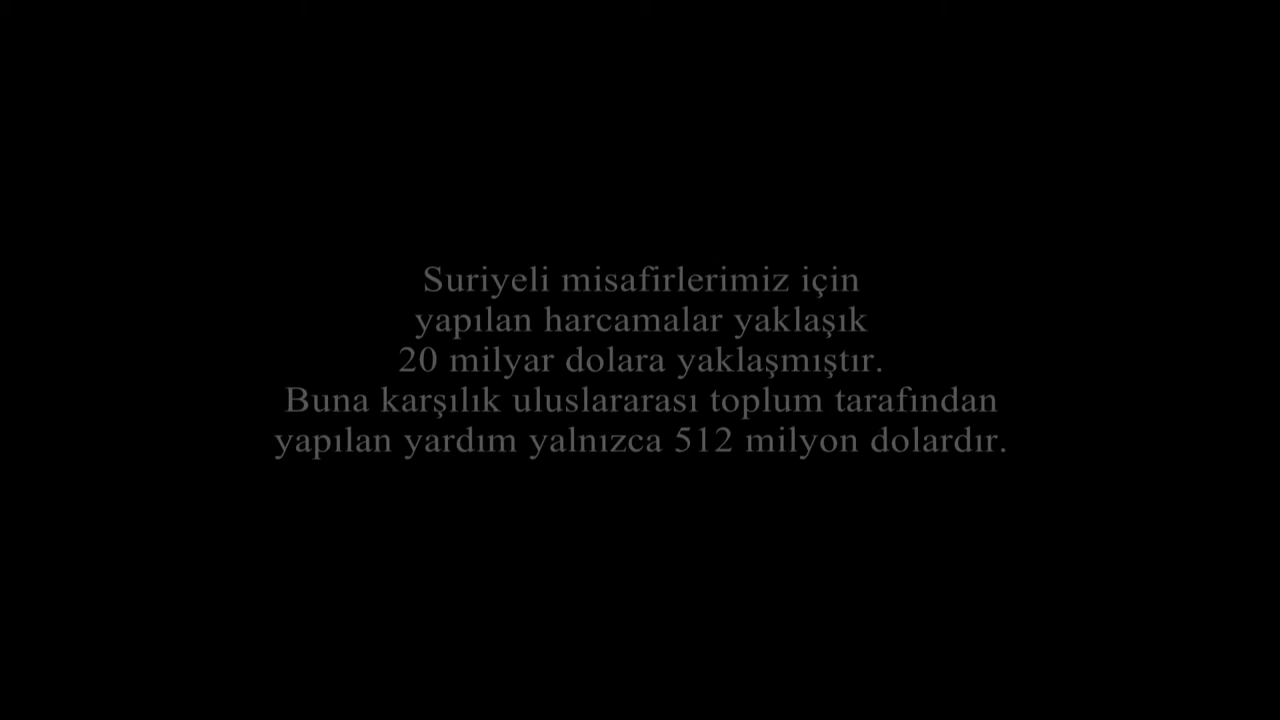 Suriyeli misafirlerimiz için
yapılan harcamalar yaklaşık
20 milyar dolara yaklaşmıştır.
Buna karşılık uluslararası toplum tarafından
yapılan yardım yalnızca 512 milyon dolardır.